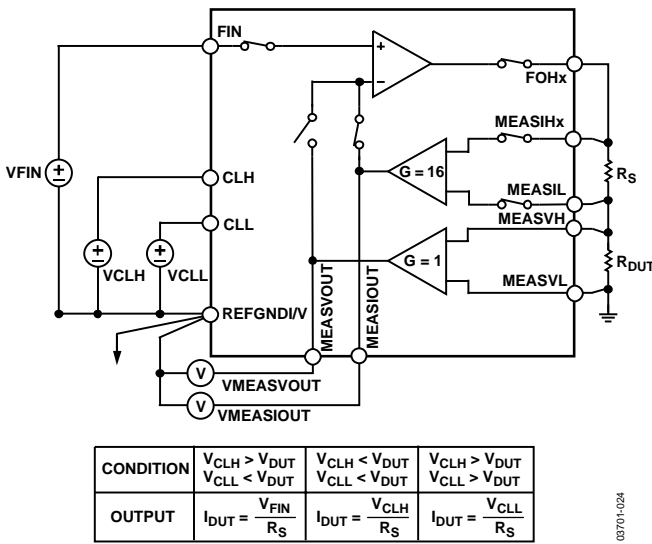 FIN
+
–
FOHx
MEASIHx
VFIN
±
CLH
G = 16
RS
MEASIL
MEASVH
CLL
±
±
VCLH
VCLL
G = 1
RDUT
MEASVL
REFGNDI/V
MEASVOUT
MEASIOUT
V
VMEASVOUT
V
VMEASIOUT
CONDITION
VCLH > VDUT
VCLL < VDUT
VCLH < VDUT
VCLL < VDUT
VCLH > VDUT
VCLL > VDUT
OUTPUT
IDUT = VFIN / RS
IDUT = VCLH / RS
IDUT = VCLL / RS
03701-024